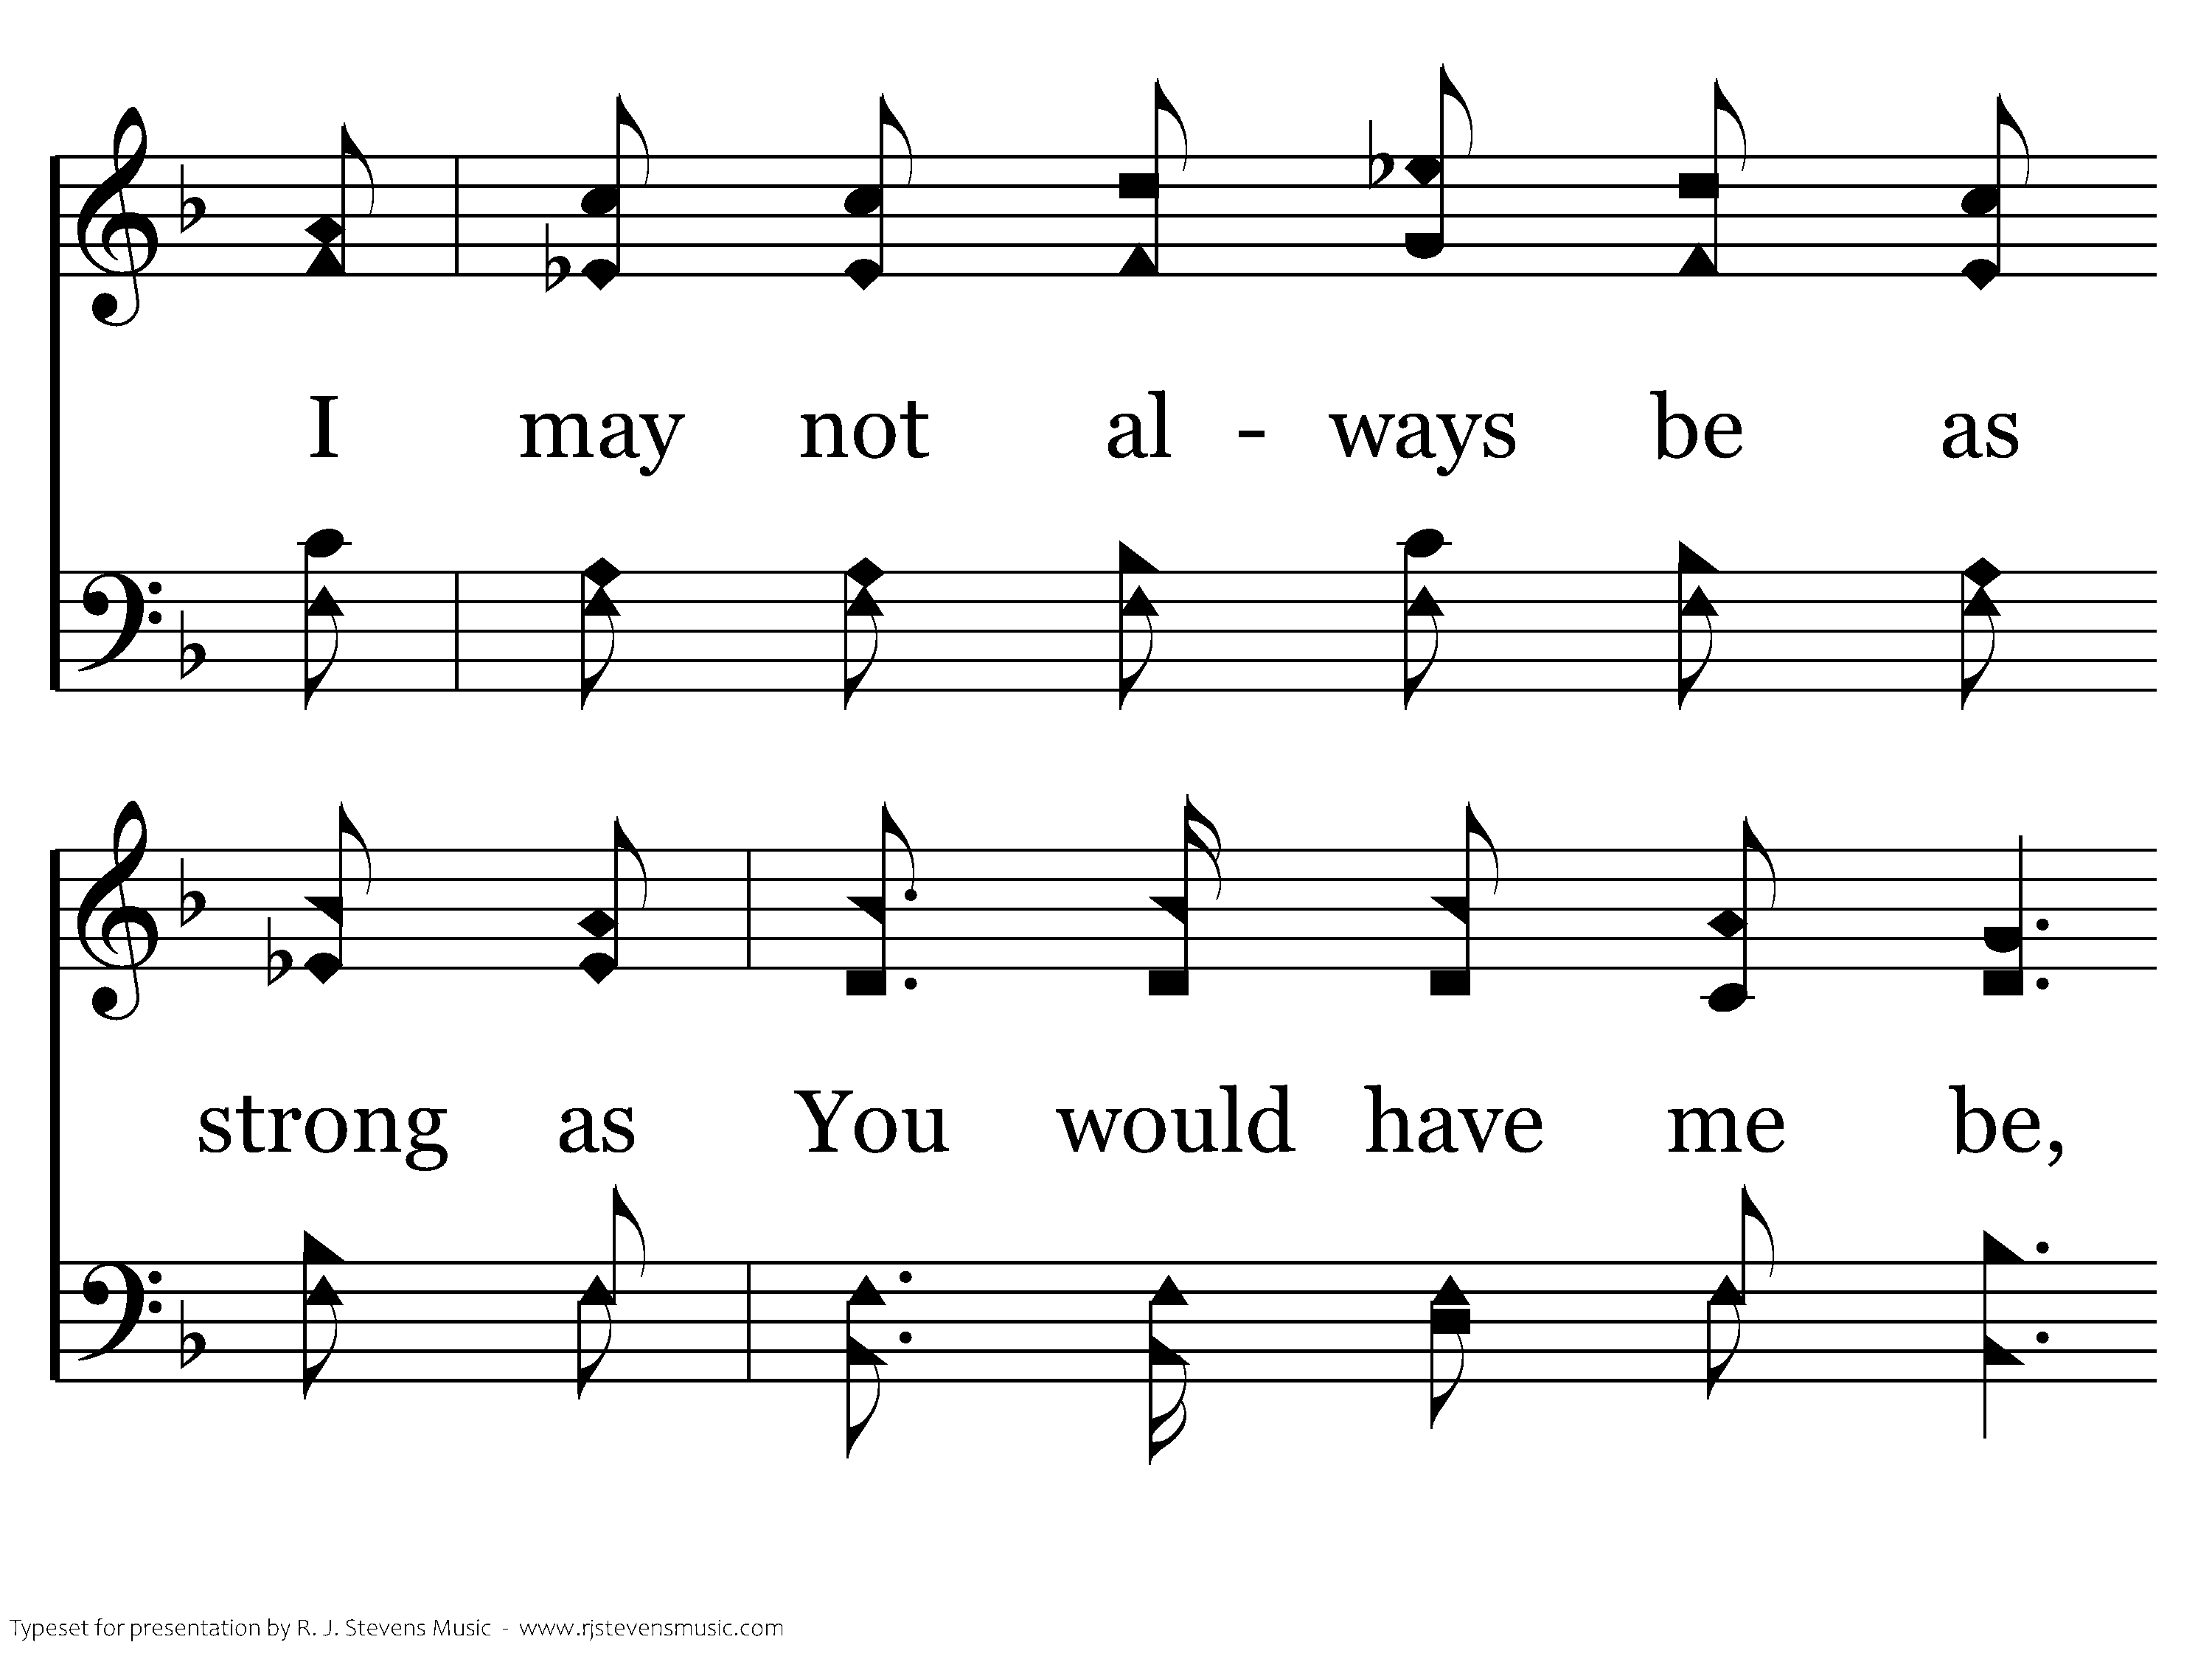 I may not al - ways be as
strong as You would have me be,
Typeset for presentation by R. J. Stevens Music - www.rjstevensmusic.com